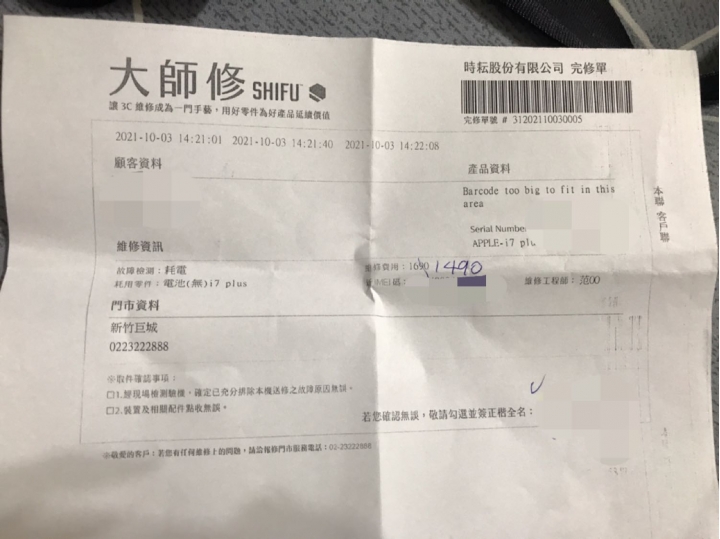 大師修 SHIFU
讓 3C 維修成為一門手藝，用好零件為好產品延續價值
時耘股份有限公司 完修單
完修單號 # 31202110030005
2021-10-03 14:21:01 2021-10-03 14:21:40 2021-10-03 14:22:08
顧客資料
產品資料
Barcode too big to fit in this
area
Serial Numbe
APPLE-i7 plu
本聯 客戶聯
維修資訊
故障檢測：耗電
維修費用：1690 1490
耗用零件：電池(無)i7 plus
維修工程師：范00
門市資料
新竹巨城
0223222888
※取件確認事項：
□1.經現場檢測驗機，確定已充分排除本機送修之故障原因無誤。
□2.裝置及相關配件點收無誤。
若您確認無誤，敬請勾選並簽正楷全名：
※敬愛的客戶：若您有任何維修上的問題，請洽報修門市服務電話：02-23222888